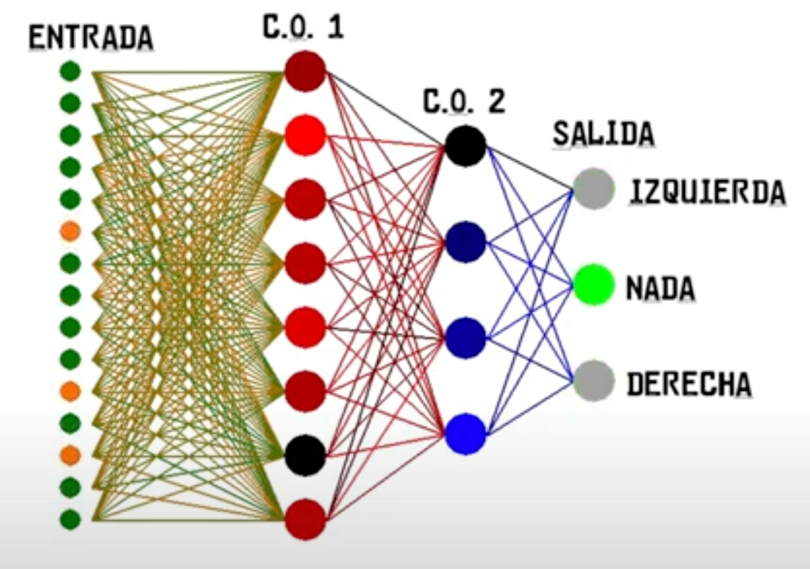 ENTRADA
C.O. 1
C.O. 2
SALIDA
IZQUIERDA
NADA
DERECHA